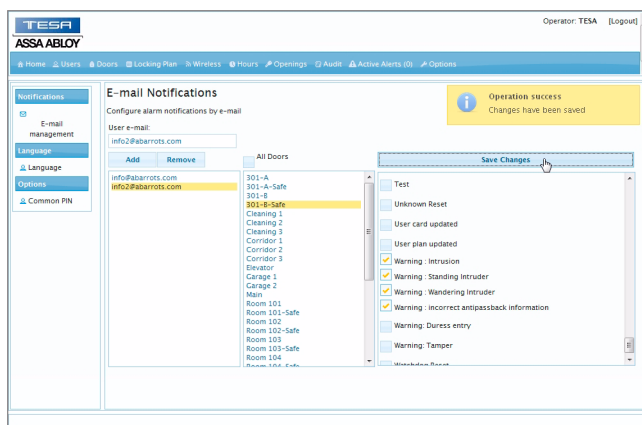 TESA
ASSA ABLOY
Operator: TESA [Logout]
Home Users Doors Locking Plan Wireless Hours Openings Audit Active Alerts (0) Options
Notifications
E-mail
management
Language
Language
Options
Common PIN
E-mail Notifications
Configure alarm notifications by e-mail
User e-mail:
info2@abarrots.com
Add Remove
All Doors
Operation success
Changes have been saved
Save Changes
info@abarrots.com
info2@abarrots.com
301-A
301-A-Safe
301-B
301-B-Safe
Cleaning 1
Cleaning 2
Cleaning 3
Corridor 1
Corridor 2
Corridor 3
Elevator
Garage 1
Garage 2
Main
Room 101
Room 101-Safe
Room 102
Room 102-Safe
Room 103
Room 103-Safe
Room 104
Room 104-Safe
Test
Unknown Reset
User card updated
User plan updated
Warning : Intrusion
Warning : Standing Intruder
Warning : Wandering Intruder
Warning : incorrect antipassback information
Warning: Duress entry
Warning: Tamper
Watchdog Reset